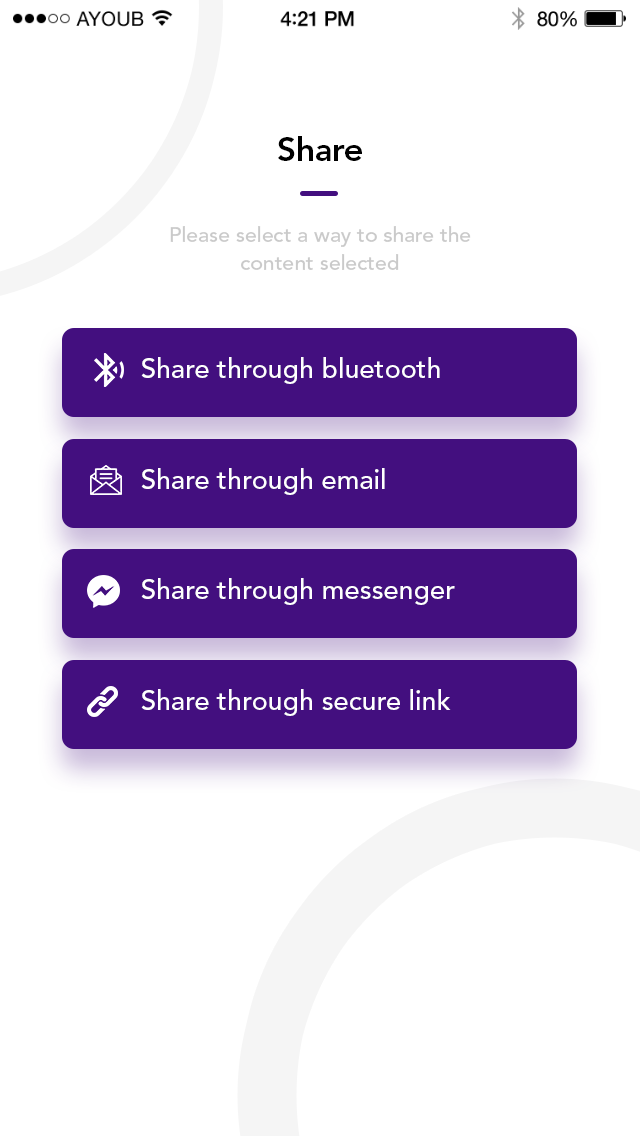 AYOUB 4:21 PM 80%
Share
Please select a way to share the
content selected
Share through bluetooth
Share through email
Share through messenger
Share through secure link